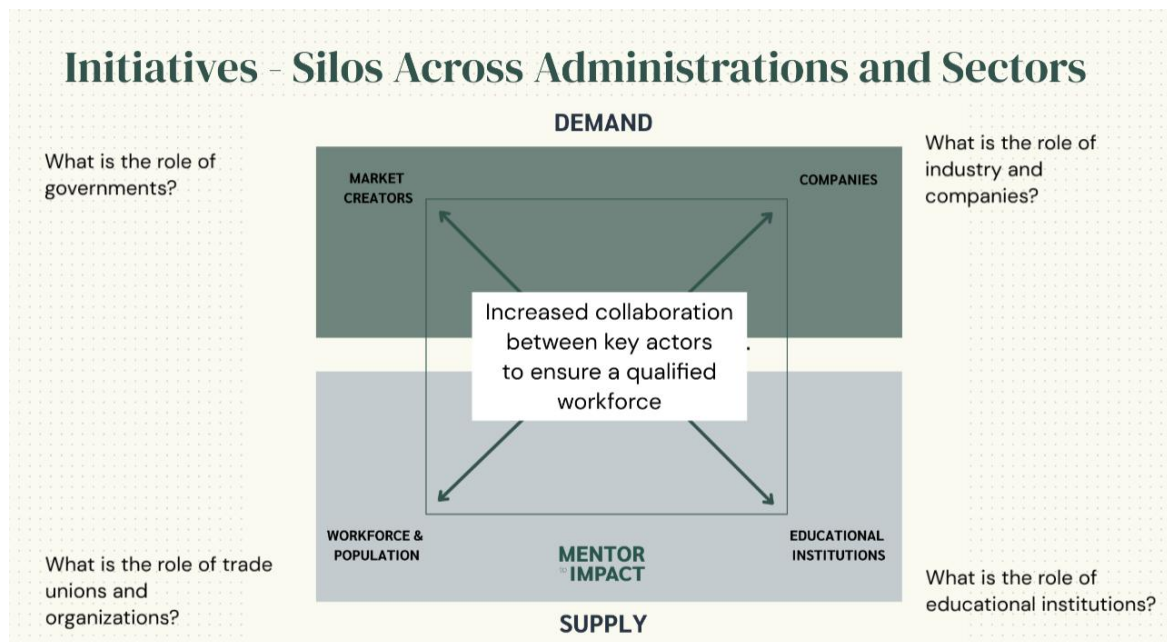 Initiatives - Silos Across Administrations and Sectors
DEMAND
What is the role of
governments?
What is the role of
industry and
companies?
MARKET
CREATORS
COMPANIES
Increased collaboration
between key actors
to ensure a qualified
workforce
.
WORKFORCE &
POPULATION
EDUCATIONAL
INSTITUTIONS
MENTOR
TO IMPACT
What is the role of trade
unions and
organizations?
What is the role of
educational institutions?
SUPPLY